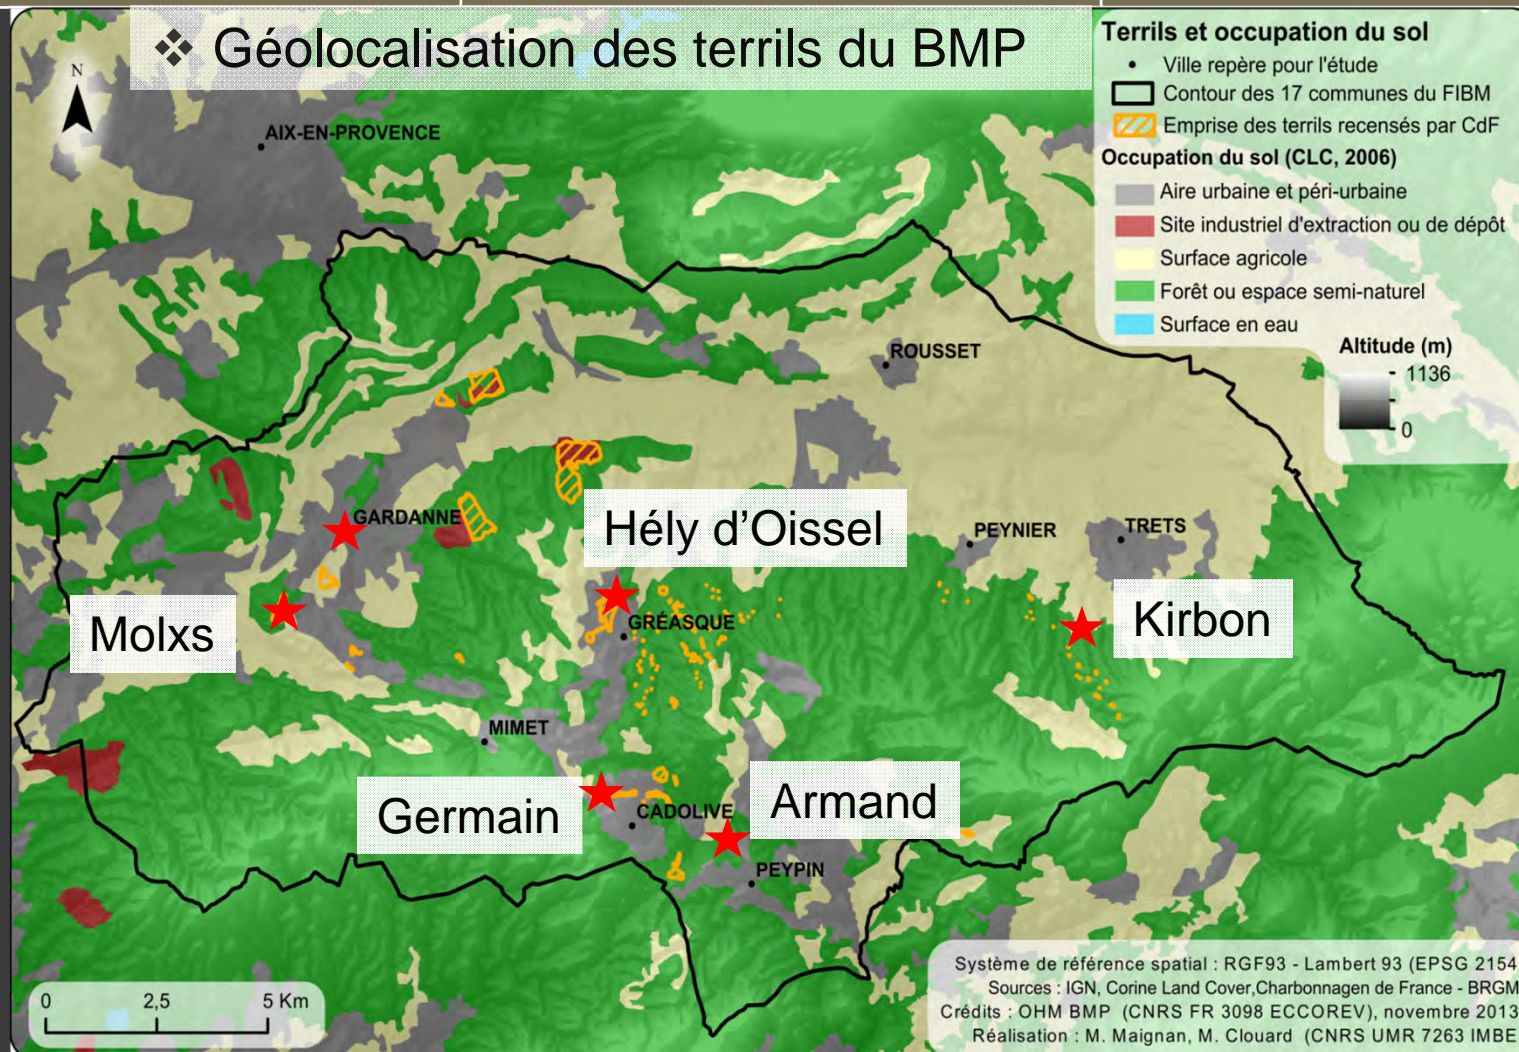 ❖ Géolocalisation des terrils du BMP
Terrils et occupation du sol
Ville repère pour l'étude
Contour des 17 communes du FIBM
Emprise des terrils recensés par CdF
Occupation du sol (CLC, 2006)
Aire urbaine et péri-urbaine
Site industriel d'extraction ou de dépôt
Surface agricole
Forêt ou espace semi-naturel
Surface en eau
Altitude (m)
1136
0
N
AIX-EN-PROVENCE
ROUSSET
GARDANNE
Hély d'Oissel
PEYNIER
TRETS
Molxs
GRÉASQUE
Kirbon
MIMET
Germain
CADOLIVE
Armand
PEYPIN
0 2,5 5 Km
Système de référence spatial : RGF93 - Lambert 93 (EPSG 2154
Sources : IGN, Corine Land Cover,Charbonnagen de France - BRGM
Crédits : OHM BMP (CNRS FR 3098 ECCOREV), novembre 2013
Réalisation : M. Maignan, M. Clouard (CNRS UMR 7263 IMBE